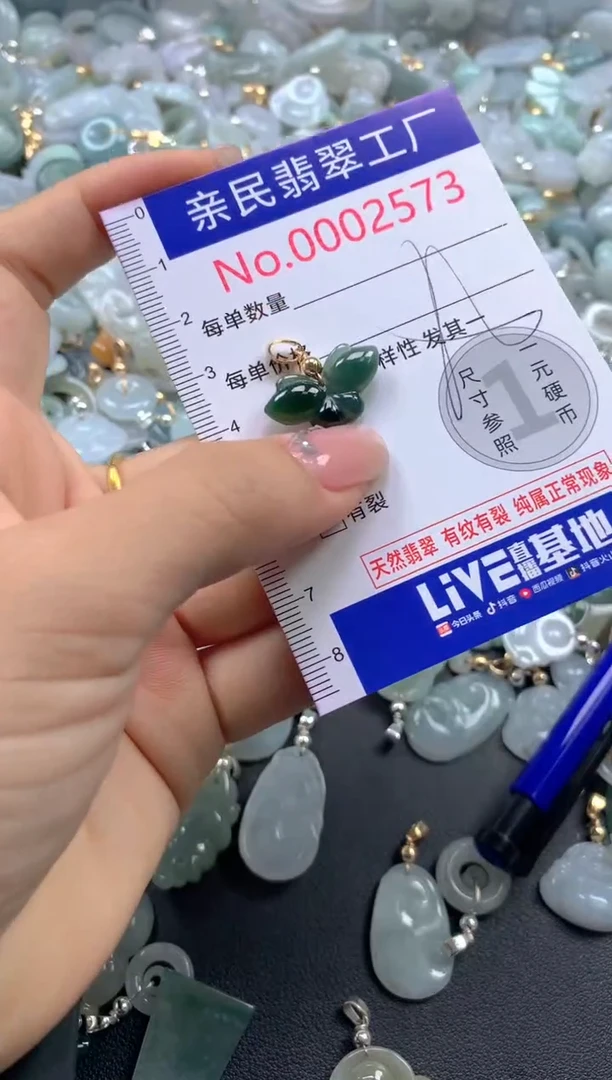 0
亲民翡翠工厂
No.0002573
1
每单数量
2
每单价
样性 发其一
3
尺寸参照
1
一元硬币
4
有裂
天然翡翠 有纹有裂 纯属正常现象
LiVE直播基地
今日头条 抖音 西瓜视频 抖音火
7
8